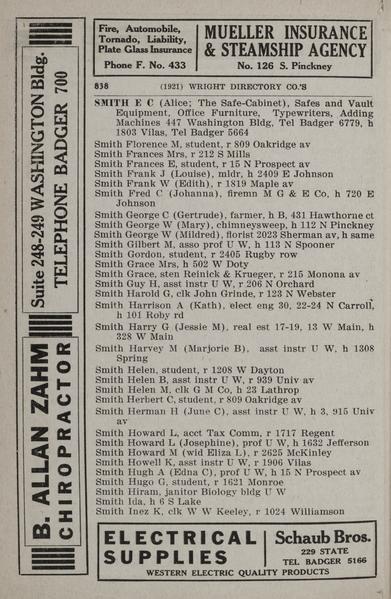 Fire, Automobile,
Tornado, Liability,
Plate Glass Insurance
Phone F. No. 433
MUELLER INSURANCE
& STEAMSHIP AGENCY
No. 126 S. Pinckney
B. ALLAN ZAHM
CHIROPRACTOR
Suite 248-249 WASHINGTON Bldg.
TELEPHONE BADGER 700
838 (1921) WRIGHT DIRECTORY CO.'S
SMITH E C (Alice; The Safe-Cabinet), Safes and Vault
Equipment, Office Furniture, Typewriters, Adding
Machines 447 Washington Bldg, Tel Badger 6779, h
1803 Vilas, Tel Badger 5664
Smith Florence M, student, r 809 Oakridge av
Smith Frances Mrs, r 212 S Mills
Smith Frances E, student, r 15 N Prospect av
Smith Frank J (Louise), mldr, h 2409 E Johnson
Smith Frank W (Edith), r 1819 Maple av
Smith Fred C (Johanna), firemn M G & E Co, h 720 E
Johnson
Smith George C (Gertrude), farmer, h B, 431 Hawthorne ct
Smith George W (Mary), chimneysweep, h 112 N Pinckney
Smith George W (Mildred), florist 2023 Sherman av, h same
Smith Gilbert M, asso prof U W, h 113 N Spooner
Smith Gordon, student, r 2405 Rugby row
Smith Grace Mrs, h 502 W Doty
Smith Grace, sten Reinick & Krueger, r 215 Monona av
Smith Guy H, asst instr U W, r 206 N Orchard
Smith Harold G, clk John Grinde, r 123 N Webster
Smith Harrison A (Kath), elect eng 30, 22-24 N Carroll,
h 101 Roby rd
Smith Harry G (Jessie M), real est 17-19, 13 W Main, h
328 W Main
Smith Harvey M (Marjorie B), asst instr U W, h 1308
Spring
Smith Helen, student, r 1208 W Dayton
Smith Helen B, asst instr U W, r 939 Univ av
Smith Helen M, clk G M Co, h 23 Lathrop
Smith Herbert C, student, r 809 Oakridge av
Smith Herman H (June C), asst instr U W, h 3, 915 Univ
av
Smith Howard L, acct Tax Comm, r 1717 Regent
Smith Howard L (Josephine), prof U W, h 1632 Jefferson
Smith Howard M (wid Eliza L), r 2625 McKinley
Smith Howell K, asst instr U W, r 1906 Vilas
Smith Hugh A (Edna C), prof U W, h 15 N Prospect av
Smith Hugo G, student, r 1621 Monroe
Smith Hiram, janitor Biology bldg U W
Smith Ida, h 6 S Lake
Smith Inez K, clk W W Keeley, r 1024 Williamson
ELECTRICAL
SUPPLIES
Schaub Bros.
229 STATE
TEL BADGER 5166
WESTERN ELECTRIC QUALITY PRODUCTS